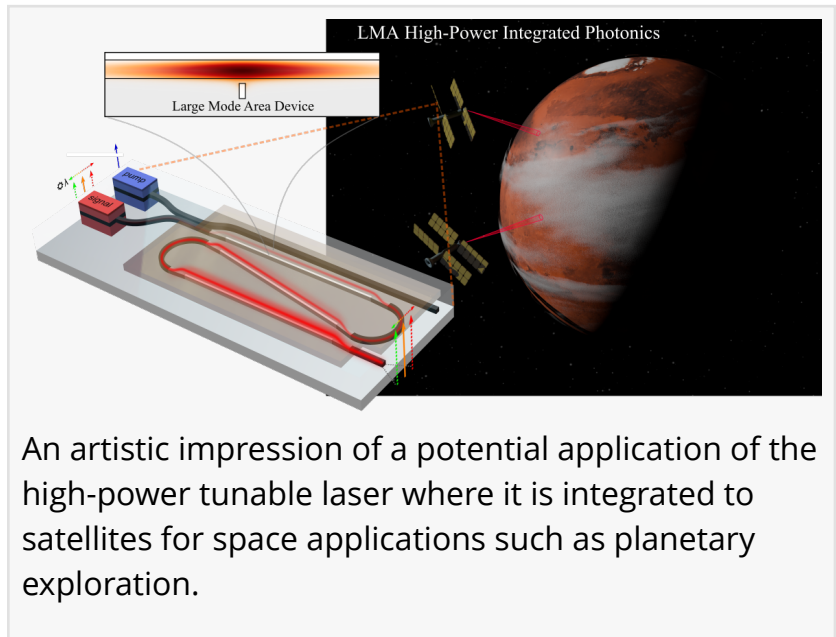 LMA High-Power Integrated Photonics
Large Mode Area Device
pump
signal
An artistic impression of a potential application of the
high-power tunable laser where it is integrated to
satellites for space applications such as planetary
exploration.